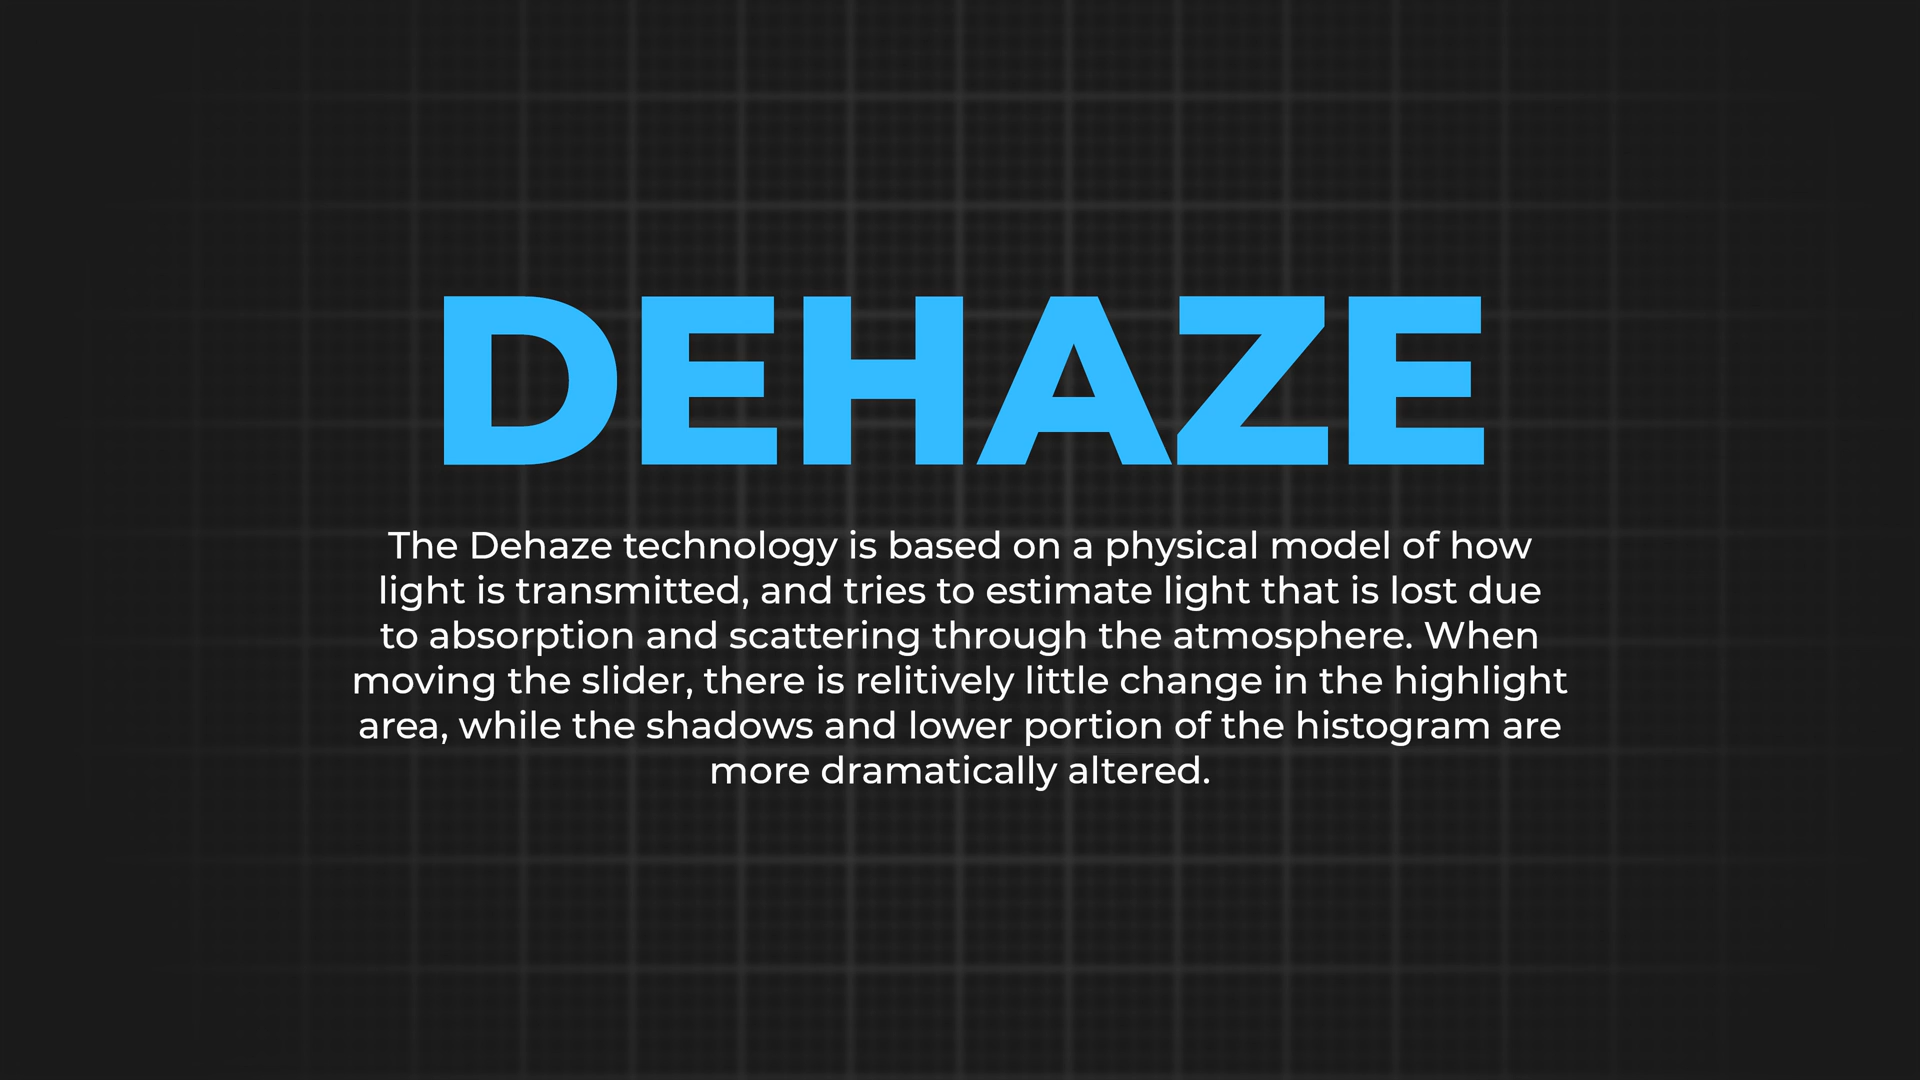 DEHAZE
The Dehaze technology is based on a physical model of how
light is transmitted, and tries to estimate light that is lost due
to absorption and scattering through the atmosphere. When
moving the slider, there is relitively little change in the highlight
area, while the shadows and lower portion of the histogram are
more dramatically altered.